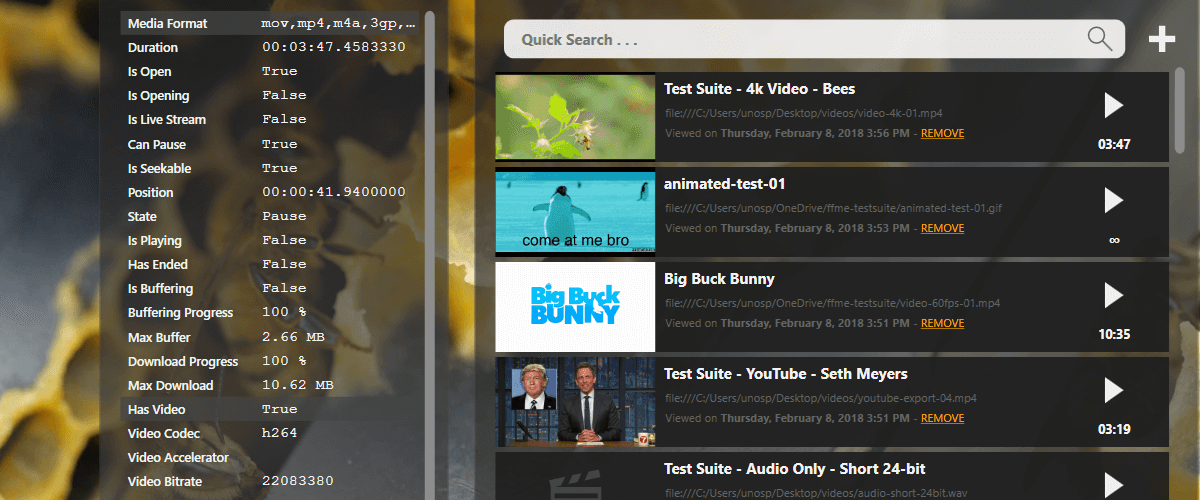 Media Format mov,mp4,m4a,3gp,…
Duration 00:03:47.4583330
Is Open True
Is Opening False
Is Live Stream False
Can Pause True
Is Seekable True
Position 00:00:41.9400000
State Pause
Is Playing False
Has Ended False
Is Buffering False
Buffering Progress 100 %
Max Buffer 2.66 MB
Download Progress 100 %
Max Download 10.62 MB
Has Video True
Video Codec h264
Video Accelerator
Video Bitrate 22083380
Quick Search . . .
Test Suite - 4k Video - Bees
file:///C:/Users/unosp/Desktop/videos/video-4k-01.mp4
Viewed on Thursday, February 8, 2018 3:56 PM - REMOVE
03:47
come at me bro
animated-test-01
file:///C:/Users/unosp/OneDrive/ffme-testsuite/animated-test-01.gif
Viewed on Thursday, February 8, 2018 3:53 PM - REMOVE
∞
Big Buck
BUNNY
Big Buck Bunny
file:///C:/Users/unosp/OneDrive/ffme-testsuite/video-60fps-01.mp4
Viewed on Thursday, February 8, 2018 3:51 PM - REMOVE
10:35
Test Suite - YouTube - Seth Meyers
file:///C:/Users/unosp/Desktop/videos/youtube-export-04.mp4
Viewed on Thursday, February 8, 2018 3:51 PM - REMOVE
03:19
Test Suite - Audio Only - Short 24-bit
file:///C:/Users/unosp/Desktop/videos/audio-short-24bit.wav